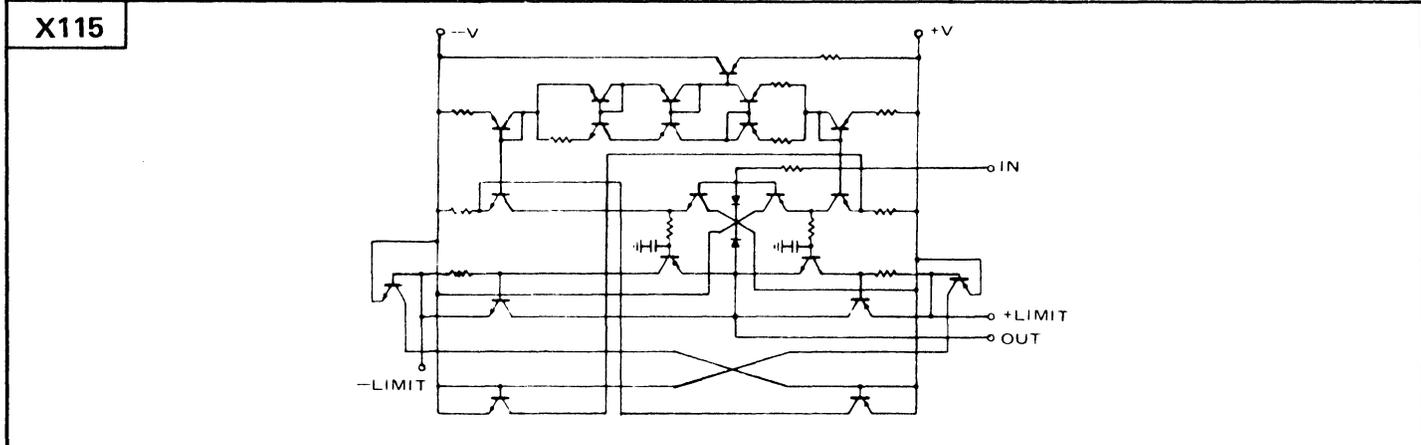 X115
--V
+V
IN
+LIMIT
OUT
—LIMIT